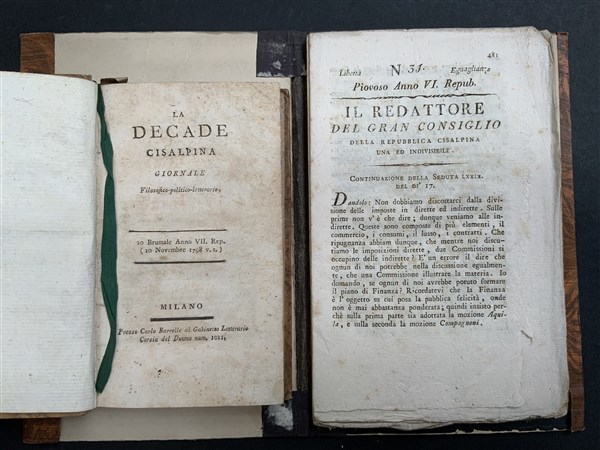 LA
DECADE
CISALPINA
GIORNALE
Filosofico-politico-letterario,
20 Brumale Anno VII. Rep.
( 10 Novembre 1798 v. s. )
MILANO
Presso Carlo Barrelle al Gabinetto Letterario
Corsia del Duomo num. 1022.
481
Libertà N 31. Eguaglianza
Piovoso Anno VI. Repub.
IL REDATTORE
DEL GRAN CONSIGLIO
DELLA REPUBBLICA CISALPINA
UNA ED INDIVISIBILE.
CONTINUAZIONE DELLA SEDUTA LXXIX.
DEL DI' 17.
Dandolo: Non dobbiamo discostarci dalla divi-
sione delle imposte in dirette ed indirette. Sulle
prime non v'è che dire; dunque veniamo alle in-
dirette. Queste sono composte di più elementi, il
commercio, i consumi, il lusso, i contratti. Che
ripugnanza abbiam dunque, che mentre noi discu-
tiamo le imposizioni dirette, due Commissioni si
occupino delle indirette? E' un errore il dire che
ognun di noi potrebbe nella discussione egualmen-
te, che una Commissione illustrare la materia. Io
domando, se ognun di noi avrebbe potuto formare
il piano di Finanza? Ricordatevi che la Finanza
è l'oggetto su cui posa la pubblica felicità, onde
non è mai abbastanza ponderata; quindi insisto per-
chè sulla prima parte sia adottata la mozione Aqui-
la, e sulla seconda la mozione Compagnoni.